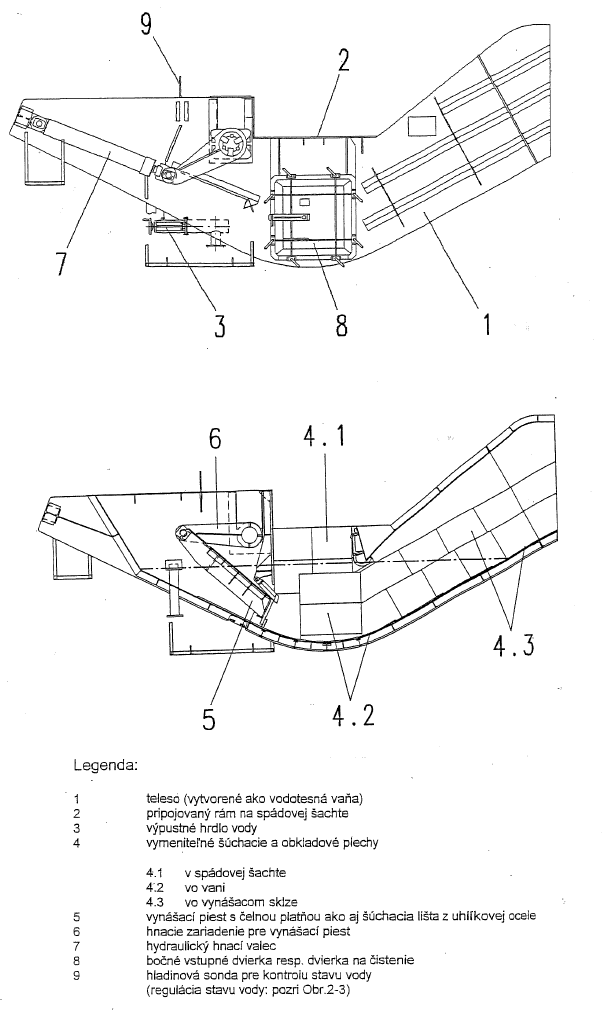 9
2
7
3
8
1
6
4.1
4.3
5
4.2
Legenda:
1 teleso (vytvorené ako vodotesná vaňa)
2 pripojovaný rám na spádovej šachte
3 výpustné hrdlo vody
4 vymeniteľné šúchacie a obkladové plechy
4.1 v spádovej šachte
4.2 vo vani
4.3 vo vynášacom sklze
5 vynášací piest s čelnou platňou ako aj šúchacia lišta z uhlíkovej ocele
6 hnacie zariadenie pre vynášací piest
7 hydraulický hnací valec
8 bočné vstupné dvierka resp. dvierka na čistenie
9 hladinová sonda pre kontrolu stavu vody
(regulácia stavu vody: pozri Obr.2-3)